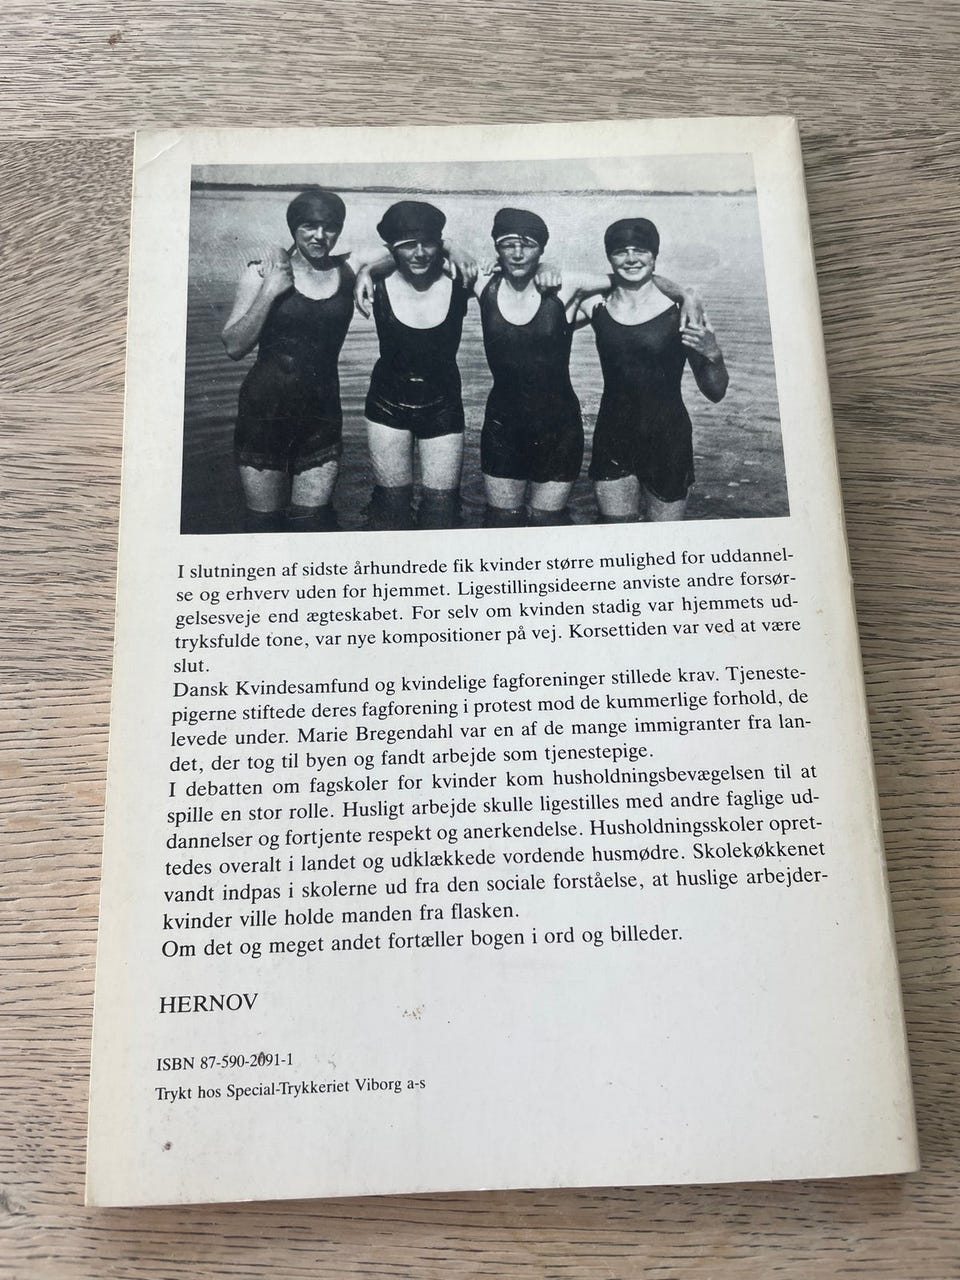 I slutningen af sidste århundrede fik kvinder større mulighed for uddannel-
se og erhverv uden for hjemmet. Ligestillingsideerne anviste andre forsør-
gelsesveje end ægteskabet. For selv om kvinden stadig var hjemmets ud-
tryksfulde tone, var nye kompositioner på vej. Korsettiden var ved at være
slut.
Dansk Kvindesamfund og kvindelige fagforeninger stillede krav. Tjeneste-
pigerne stiftede deres fagforening i protest mod de kummerlige forhold, de
levede under. Marie Bregendahl var en af de mange immigranter fra lan-
det, der tog til byen og fandt arbejde som tjenestepige.
I debatten om fagskoler for kvinder kom husholdningsbevægelsen til at
spille en stor rolle. Husligt arbejde skulle ligestilles med andre faglige ud-
dannelser og fortjente respekt og anerkendelse. Husholdningsskoler opret-
tedes overalt i landet og udklækkede vordende husmødre. Skolekøkkenet
vandt indpas i skolerne ud fra den sociale forståelse, at huslige arbejder-
kvinder ville holde manden fra flasken.
Om det og meget andet fortæller bogen i ord og billeder.
HERNOV
ISBN 87-590-2091-1
Trykt hos Special-Trykkeriet Viborg a-s